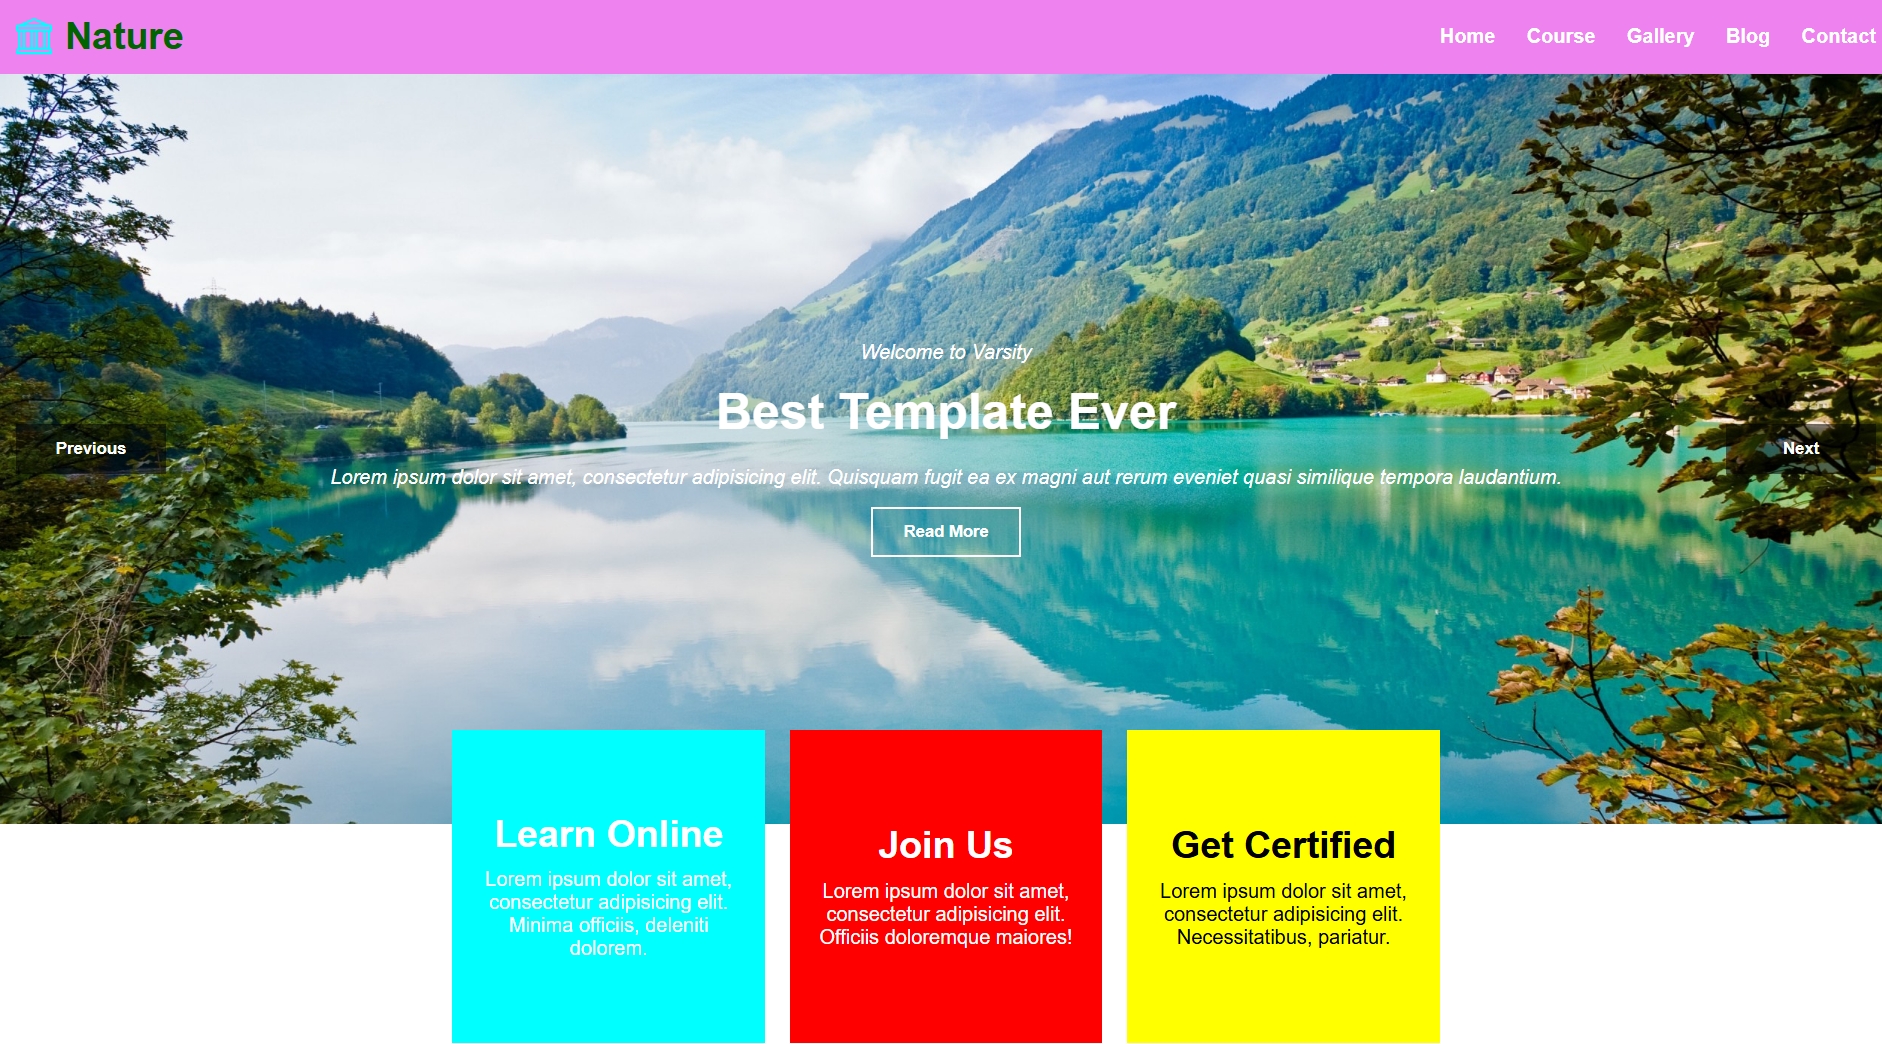 Nature
Home Course Gallery Blog Contact
Welcome to Varsity
Best Template Ever
Previous
Next
Lorem ipsum dolor sit amet, consectetur adipisicing elit. Quisquam fugit ea ex magni aut rerum eveniet quasi similique tempora laudantium.
Read More
Learn Online
Lorem ipsum dolor sit amet,
consectetur adipisicing elit.
Minima officiis, deleniti
dolorem.
Join Us
Lorem ipsum dolor sit amet,
consectetur adipisicing elit.
Officiis doloremque maiores!
Get Certified
Lorem ipsum dolor sit amet,
consectetur adipisicing elit.
Necessitatibus, pariatur.